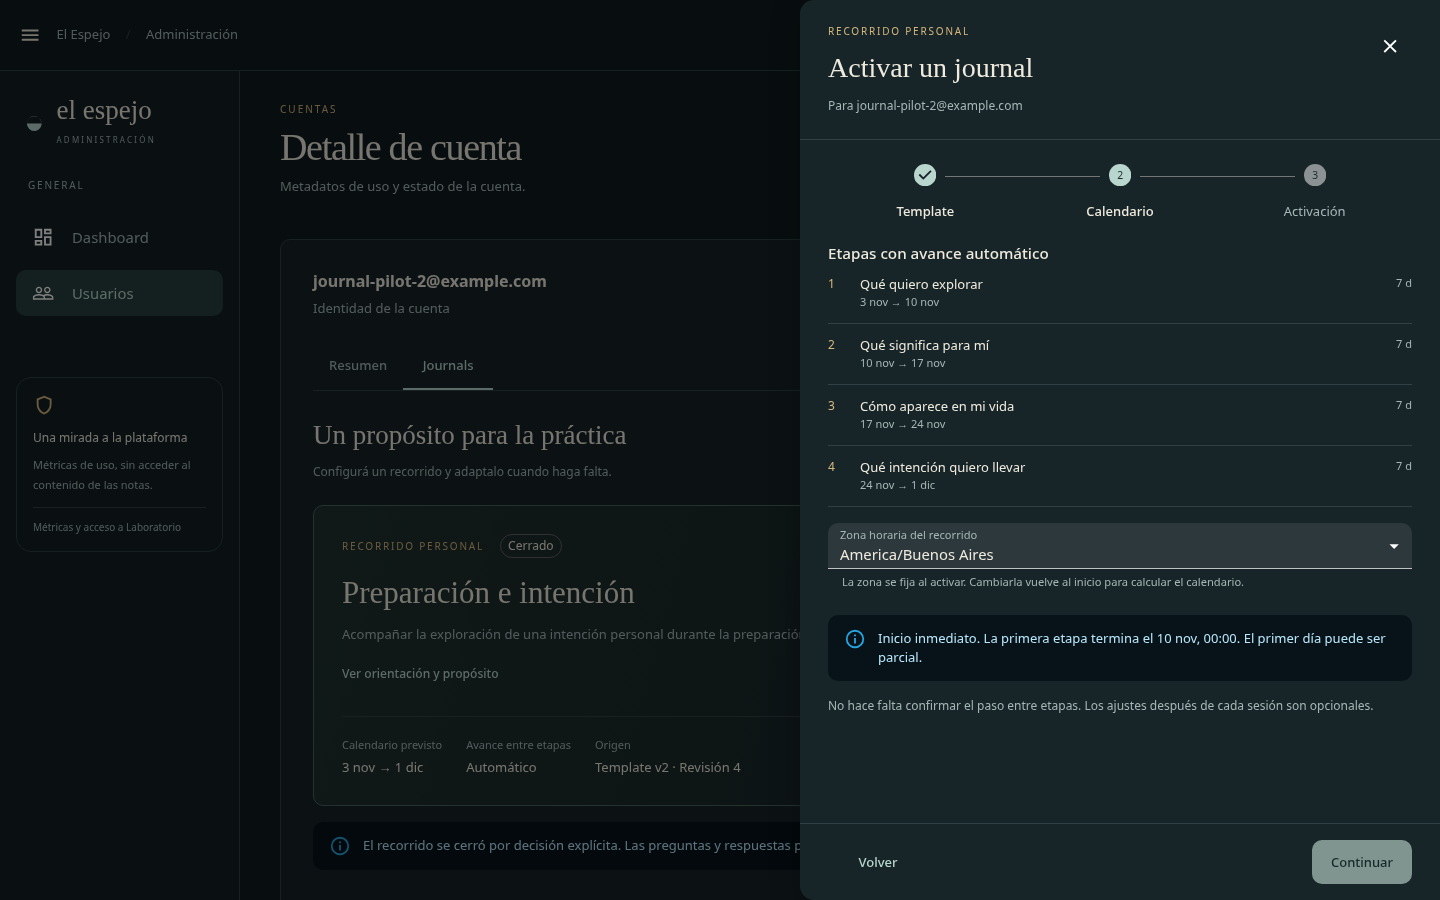 El Espejo / Administración
el espejo
ADMINISTRACIÓN
GENERAL
Dashboard
Usuarios
Una mirada a la plataforma
Métricas de uso, sin acceder al
contenido de las notas.
Métricas y acceso a Laboratorio
CUENTAS
Detalle de cuenta
Metadatos de uso y estado de la cuenta.
journal-pilot-2@example.com
Identidad de la cuenta
Resumen
Journals
Un propósito para la práctica
Configurá un recorrido y adaptalo cuando haga falta.
RECORRIDO PERSONAL
Cerrado
Preparación e intención
Acompañar la exploración de una intención personal durante la preparación
Ver orientación y propósito
Calendario previsto
3 nov → 1 dic
Avance entre etapas
Automático
Origen
Template v2 · Revisión 4
El recorrido se cerró por decisión explícita. Las preguntas y respuestas
RECORRIDO PERSONAL
Activar un journal
Para journal-pilot-2@example.com
Template
2
Calendario
3
Activación
Etapas con avance automático
1
Qué quiero explorar
3 nov → 10 nov
7 d
2
Qué significa para mí
10 nov → 17 nov
7 d
3
Cómo aparece en mi vida
17 nov → 24 nov
7 d
4
Qué intención quiero llevar
24 nov → 1 dic
7 d
Zona horaria del recorrido
America/Buenos Aires
La zona se fija al activar. Cambiarla vuelve al inicio para calcular el calendario.
Inicio inmediato. La primera etapa termina el 10 nov, 00:00. El primer día puede ser
parcial.
No hace falta confirmar el paso entre etapas. Los ajustes después de cada sesión son opcionales.
Volver
Continuar